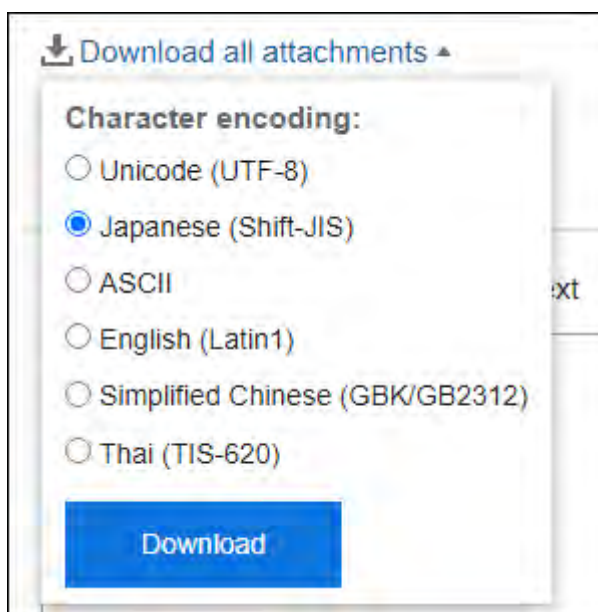 Download all attachments
Character encoding:
Unicode (UTF-8)
Japanese (Shift-JIS)
ASCII
ext
English (Latin1)
Simplified Chinese (GBK/GB2312)
Thai (TIS-620)
Download